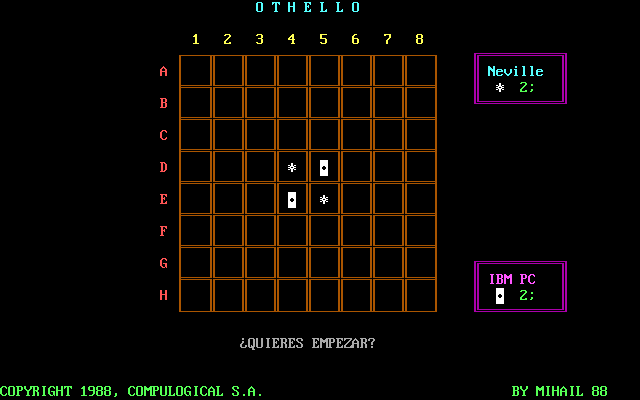 OTHELLO
1 2 3 4 5 6 7 8
A
B
C
D
E
F
G
H
Neville
2;
IBM PC
2;
¿QUIERES EMPEZAR?
COPYRIGHT 1988, COMPULOGICAL S.A.
BY MIHAIL 88